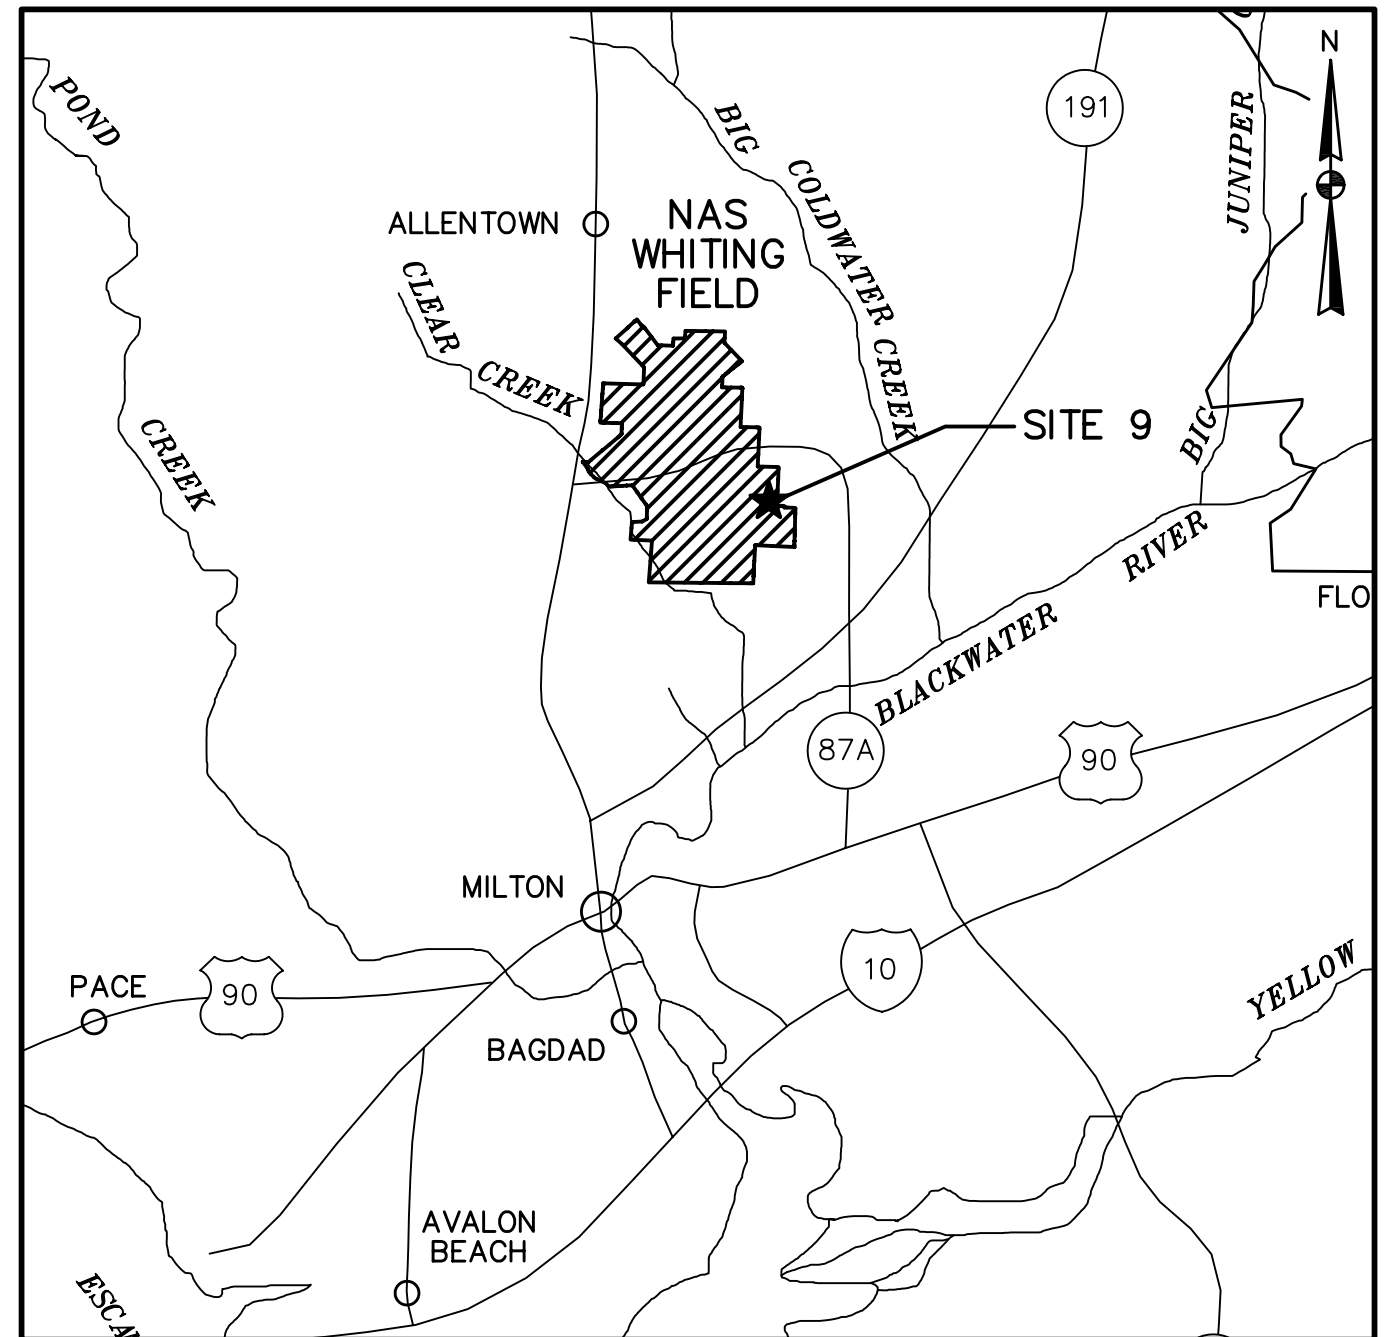 N
POND
191
BIG
JUNIPER
COLDWATER CREEK
ALLENTOWN
NAS
WHITING
FIELD
CLEAR
CREEK
SITE 9
BIG
CREEK
RIVER
FLO
BLACKWATER
87A
90
MILTON
10
YELLOW
PACE
90
BAGDAD
AVALON
BEACH